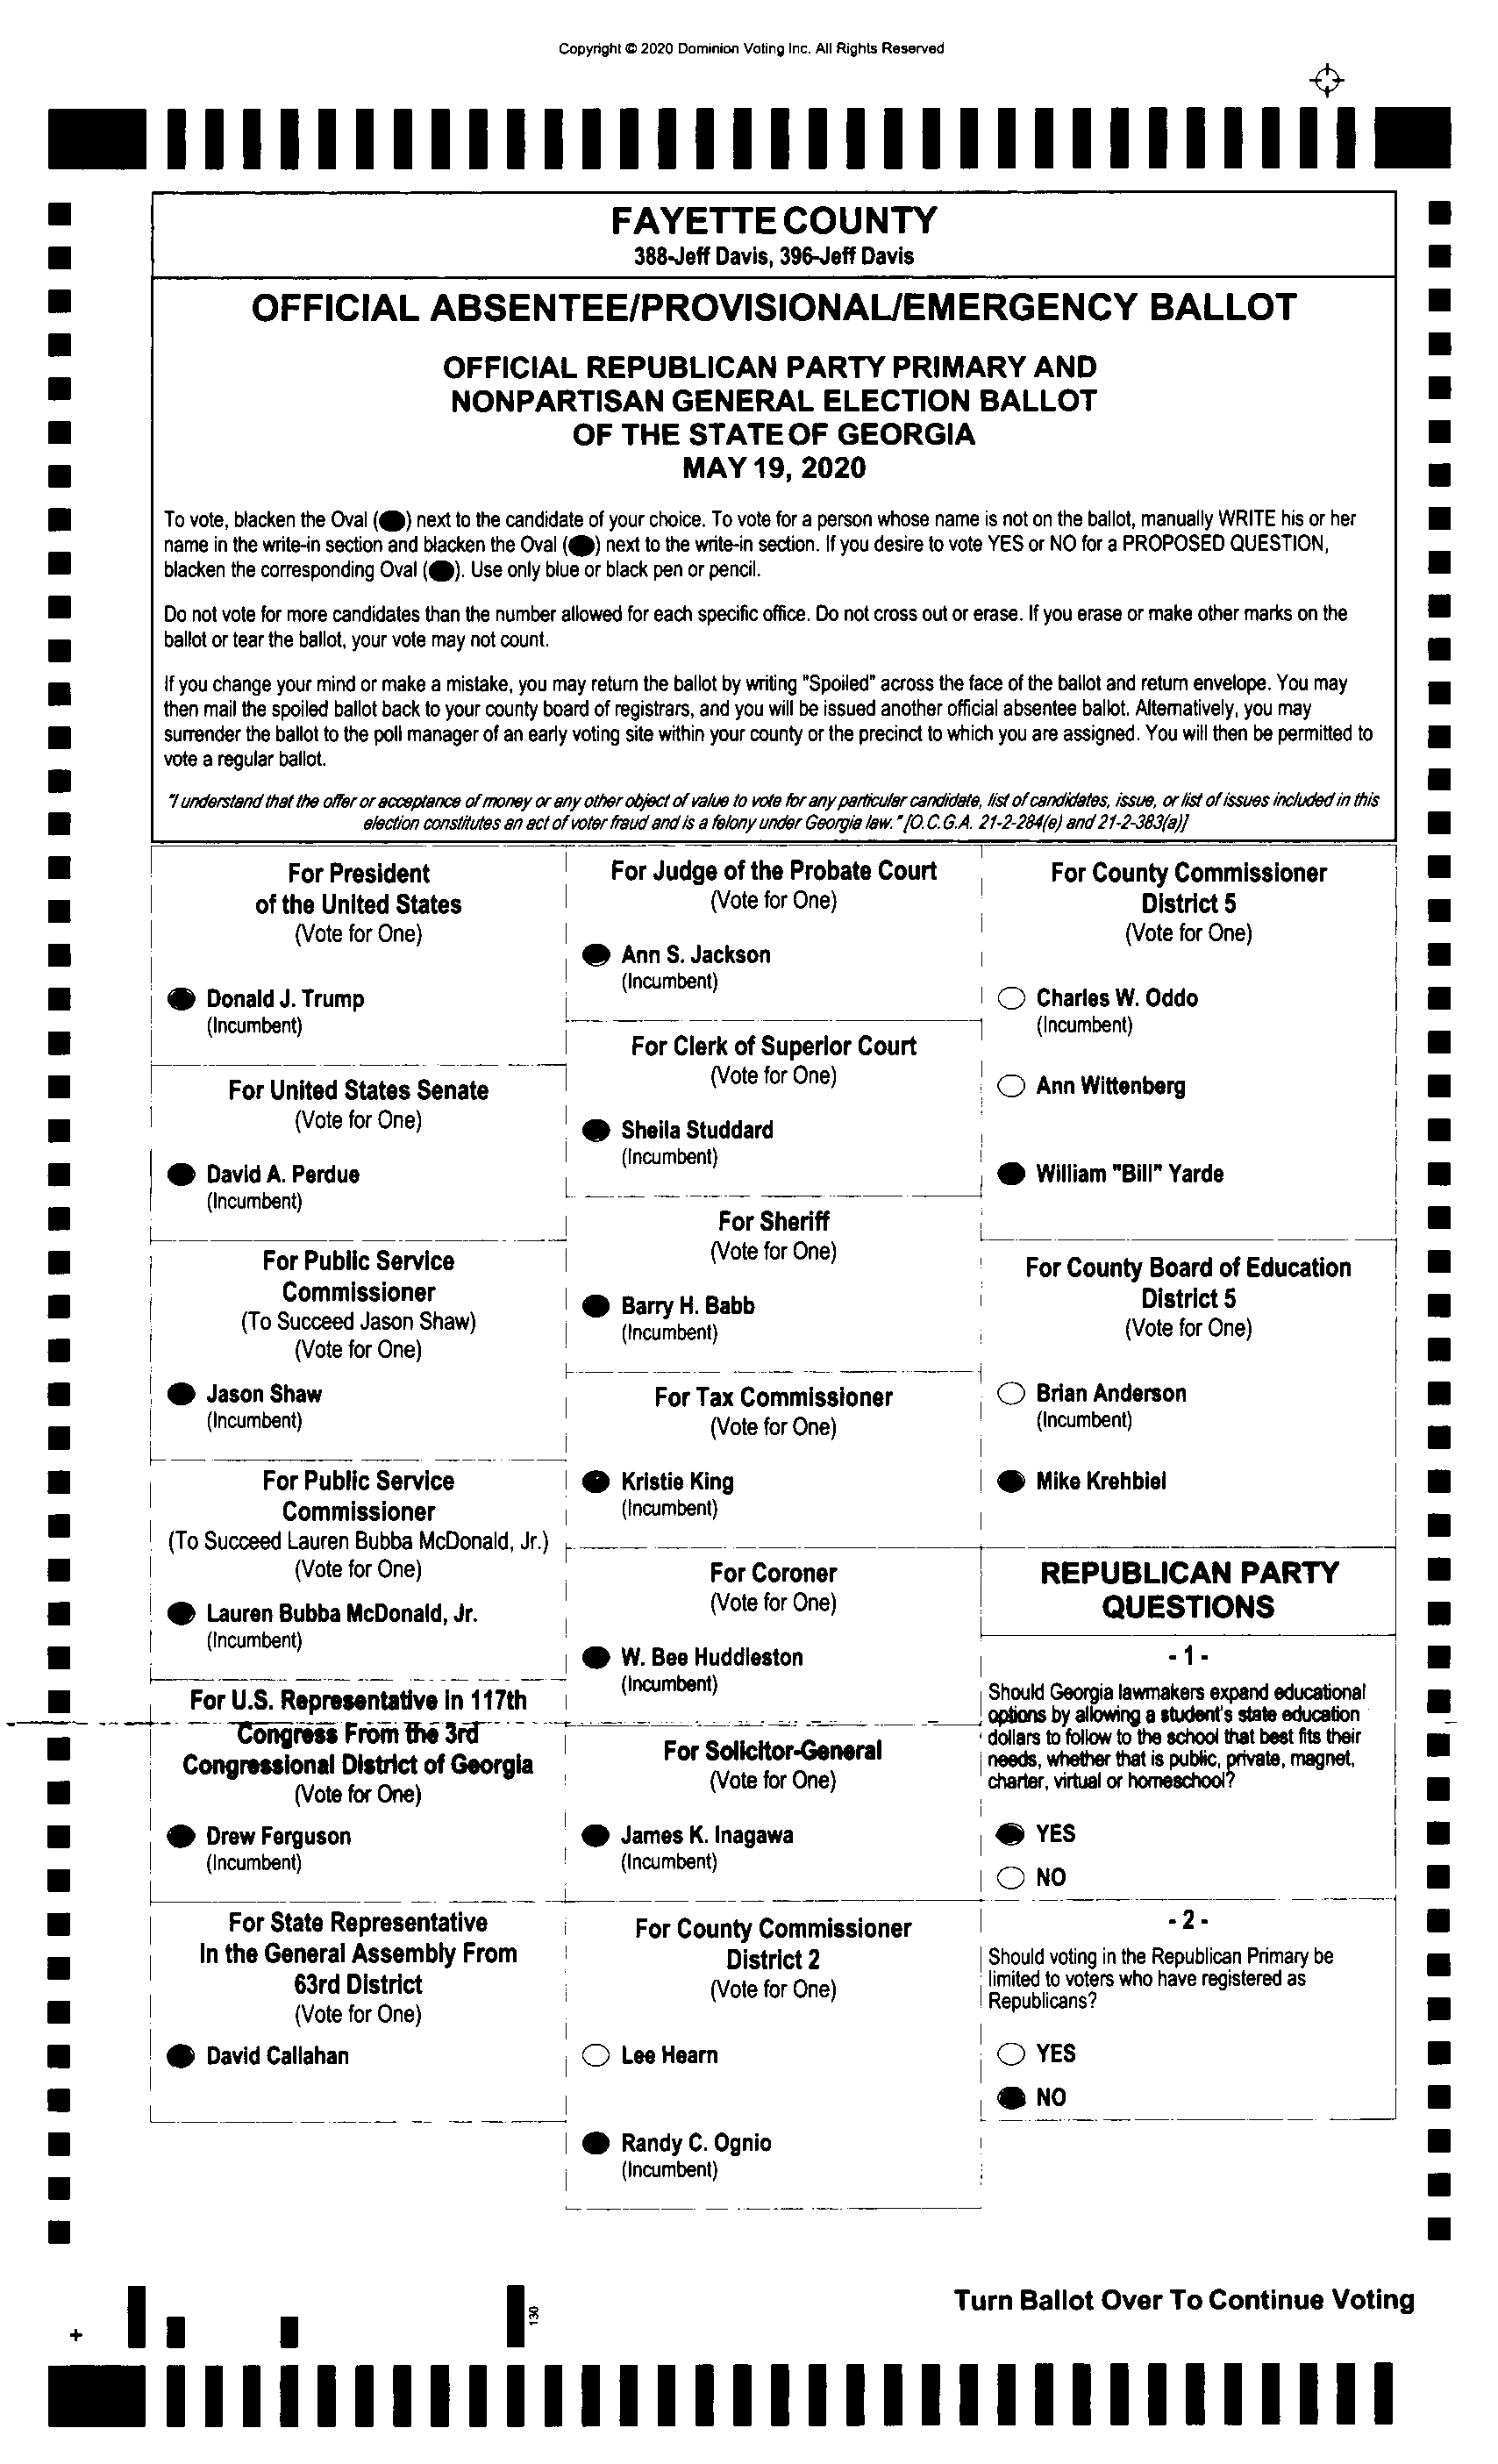 Copyright © 2020 Dominion Voting Inc. All Rights Reserved
FAYETTE COUNTY
388-Jeff Davis, 396-Jeff Davis
OFFICIAL ABSENTEE/PROVISIONAL/EMERGENCY BALLOT
OFFICIAL REPUBLICAN PARTY PRIMARY AND
NONPARTISAN GENERAL ELECTION BALLOT
OF THE STATE OF GEORGIA
MAY 19, 2020
To vote, blacken the Oval ( ) next to the candidate of your choice. To vote for a person whose name is not on the ballot, manually WRITE his or her
name in the write-in section and blacken the Oval ( ) next to the write-in section. If you desire to vote YES or NO for a PROPOSED QUESTION,
blacken the corresponding Oval ( ). Use only blue or black pen or pencil.
Do not vote for more candidates than the number allowed for each specific office. Do not cross out or erase. If you erase or make other marks on the
ballot or tear the ballot, your vote may not count.
If you change your mind or make a mistake, you may return the ballot by writing "Spoiled" across the face of the ballot and return envelope. You may
then mail the spoiled ballot back to your county board of registrars, and you will be issued another official absentee ballot. Alternatively, you may
surrender the ballot to the poll manager of an early voting site within your county or the precinct to which you are assigned. You will then be permitted to
vote a regular ballot.
"I understand that the offer or acceptance of money or any other object of value to vote for any particular candidate, list of candidates, issue, or list of issues included in this
election constitutes an act of voter fraud and is a felony under Georgia law." [O.C.G.A. 21-2-284(e) and 21-2-383(a)]
For President
of the United States
(Vote for One)
Donald J. Trump
(Incumbent)
For United States Senate
(Vote for One)
David A. Perdue
(Incumbent)
For Public Service
Commissioner
(To Succeed Jason Shaw)
(Vote for One)
Jason Shaw
(Incumbent)
For Public Service
Commissioner
(To Succeed Lauren Bubba McDonald, Jr.)
(Vote for One)
Lauren Bubba McDonald, Jr.
(Incumbent)
For U.S. Representative in 117th
Congress From the 3rd
Congressional District of Georgia
(Vote for One)
Drew Ferguson
(Incumbent)
For State Representative
In the General Assembly From
63rd District
(Vote for One)
David Callahan
For Judge of the Probate Court
(Vote for One)
Ann S. Jackson
(Incumbent)
For Clerk of Superior Court
(Vote for One)
Sheila Studdard
(Incumbent)
For Sheriff
(Vote for One)
Barry H. Babb
(Incumbent)
For Tax Commissioner
(Vote for One)
Kristie King
(Incumbent)
For Coroner
(Vote for One)
W. Bee Huddleston
(Incumbent)
For Solicitor-General
(Vote for One)
James K. Inagawa
(Incumbent)
For County Commissioner
District 2
(Vote for One)
Lee Hearn
Randy C. Ognio
(Incumbent)
For County Commissioner
District 5
(Vote for One)
Charles W. Oddo
(Incumbent)
Ann Wittenberg
William "Bill" Yarde
For County Board of Education
District 5
(Vote for One)
Brian Anderson
(Incumbent)
Mike Krehbiel
REPUBLICAN PARTY
QUESTIONS
- 1 -
Should Georgia lawmakers expand educational
options by allowing a student's state education
dollars to follow to the school that best fits their
needs, whether that is public, private, magnet,
charter, virtual or homeschool?
YES
NO
- 2 -
Should voting in the Republican Primary be
limited to voters who have registered as
Republicans?
YES
NO
Turn Ballot Over To Continue Voting
130
+